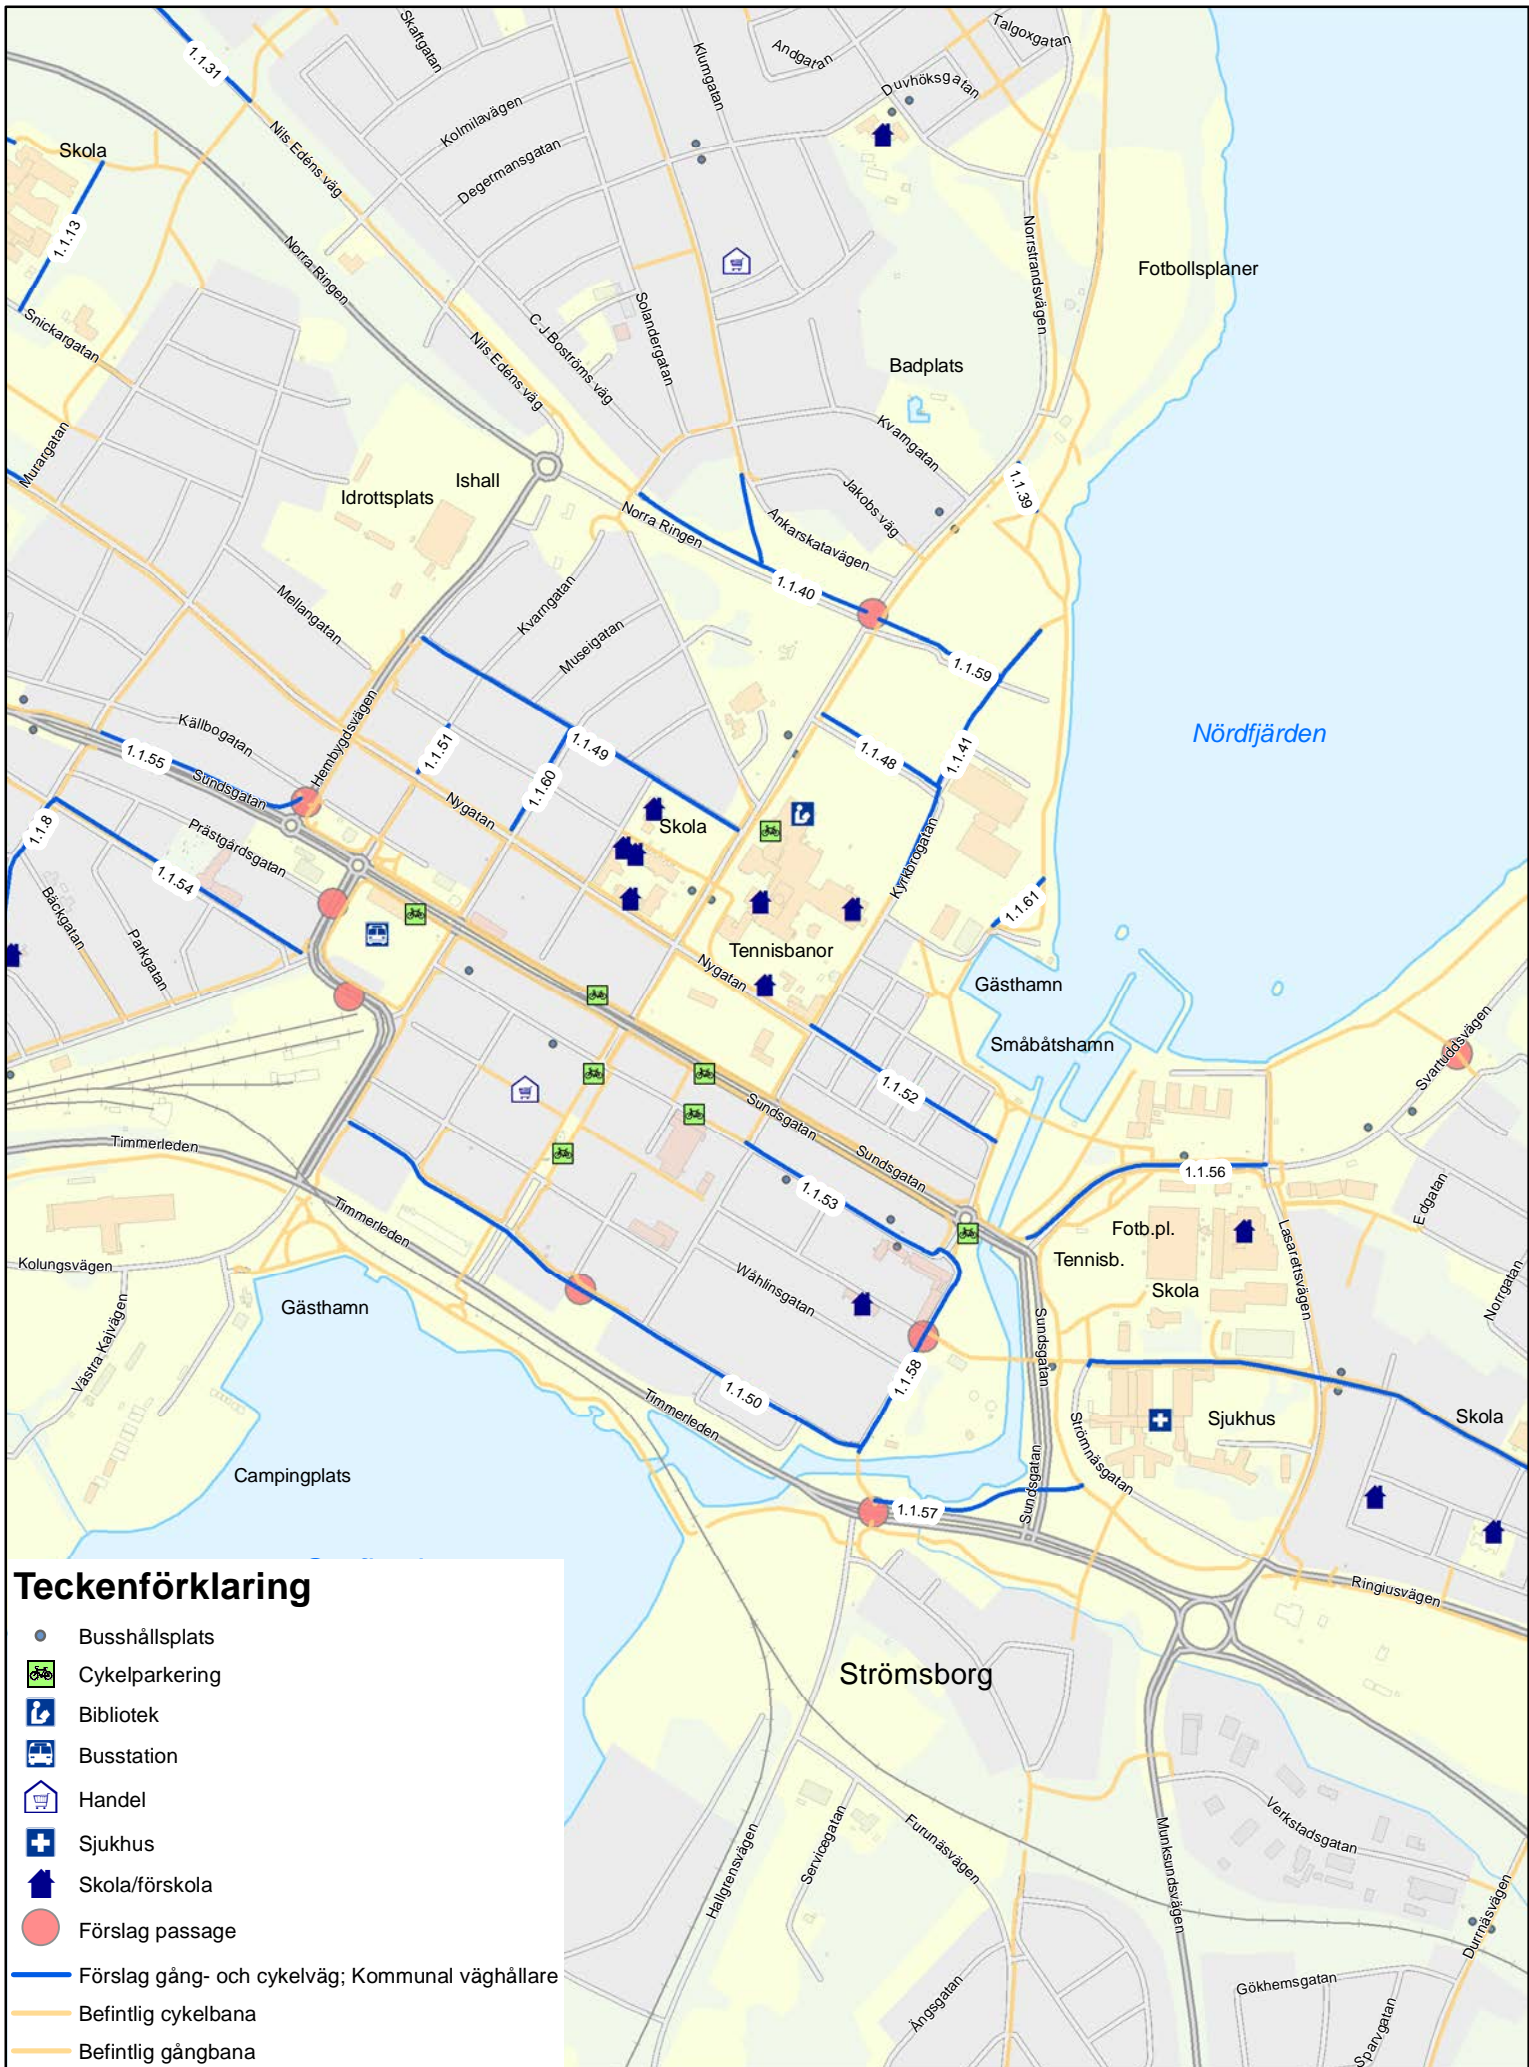 Skaftgatan
Klumgatan
Andgatan
Talgoxgatan
1.1.31
Duvhöksgatan
Kolmilavägen
Nils Edéns väg
Degermansgatan
Skola
1.1.13
Norra Ringen
Norrstrandsvägen
Fotbollsplaner
Snickargatan
Solandergatan
C J Boströms väg
Nils Edéns väg
Badplats
Kvarngatan
Murargatan
Ishall
Idrottsplats
Jakobs väg
1.1.39
Norra Ringen
Ankarskatavägen
1.1.40
Mellangatan
Kvarngatan
Museigatan
1.1.59
Källbogatan
Hembygdsvägen
Nördfjärden
1.1.55
1.1.51
1.1.49
1.1.48
1.1.41
Sundsgatan
1.1.60
Nygatan
1.1.8
Prästgårdsgatan
Skola
Kyrkbrogatan
1.1.54
1.1.61
Bäckgatan
Parkgatan
Tennisbanor
Nygatan
Gästhamn
Småbåtshamn
Svartuddsvägen
1.1.52
Sundsgatan
Timmerleden
Sundsgatan
1.1.56
1.1.53
Edgatan
Timmerleden
Fotb.pl.
Lasarettsvägen
Tennisb.
Kolungsvägen
Wåhlinsgatan
Skola
Norrgatan
Gästhamn
Sundsgatan
Västra Kajvägen
1.1.58
1.1.50
Timmerleden
Strömnäsgatan
Sjukhus
Skola
Campingplats
Sundsgatan
1.1.57
Ringiusvägen
Strömsborg
Verkstadsgatan
Munksundsvägen
Furunäsvägen
Servicegatan
Hallgrensvägen
Durrnäsvägen
Gökhemsgatan
Ängsgatan
Sparvgatan
Teckenförklaring
Busshållsplats
Cykelparkering
Bibliotek
Busstation
Handel
Sjukhus
Skola/förskola
Förslag passage
Förslag gång- och cykelväg; Kommunal väghållare
Befintlig cykelbana
Befintlig gångbana